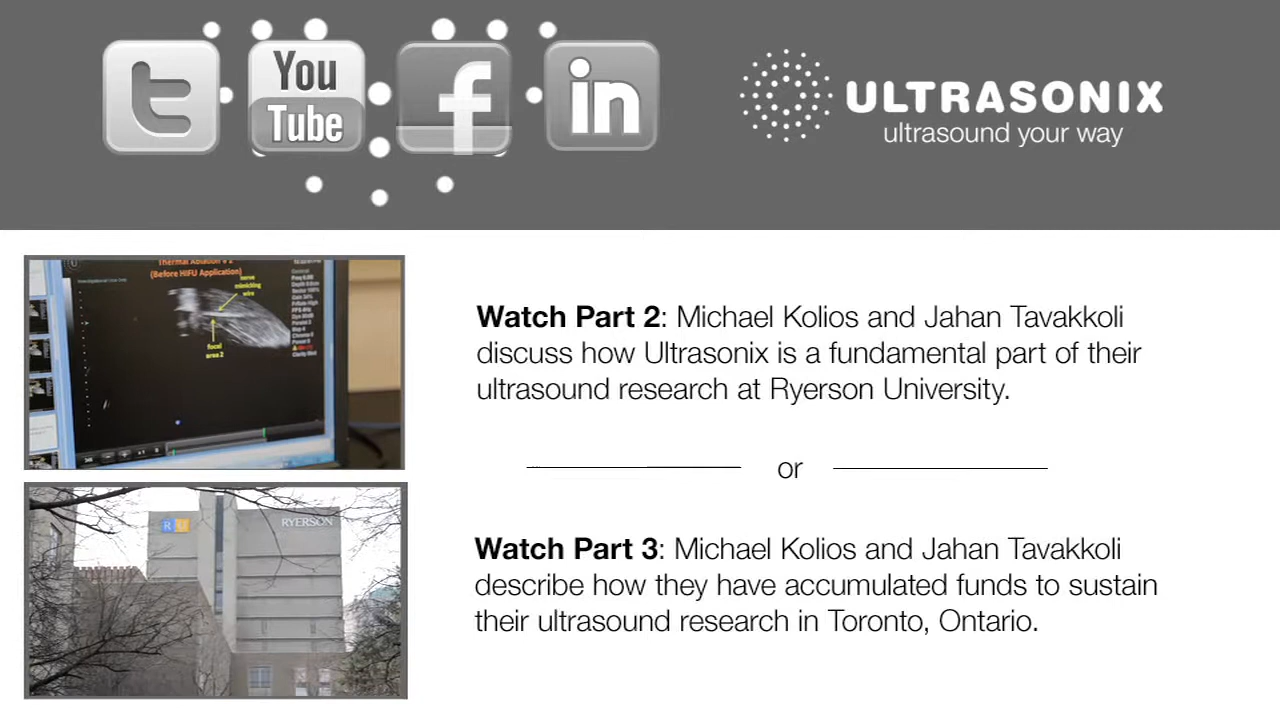 You
Tube
f
in
ULTRASONIX
ultrasound your way
Thermal Ablation # 2
(Before HIFU Application)
nerve
mimicking
wire
focal
area 2
Watch Part 2: Michael Kolios and Jahan Tavakkoli
discuss how Ultrasonix is a fundamental part of their
ultrasound research at Ryerson University.
or
RU
RYERSON
Watch Part 3: Michael Kolios and Jahan Tavakkoli
describe how they have accumulated funds to sustain
their ultrasound research in Toronto, Ontario.